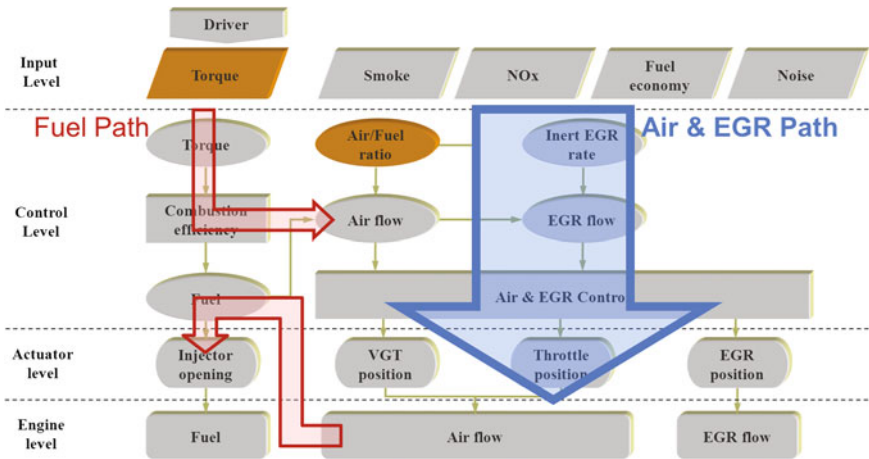 Driver
Input
Level
Torque
Smoke
NOx
Fuel
economy
Noise
Fuel Path
Air & EGR Path
Torque
Air/Fuel
ratio
Inert EGR
rate
Control
Level
Combustion
efficiency
Air flow
EGR flow
Fuel
Air & EGR Contro
Actuator
level
Injector
opening
VGT
position
Throttle
position
EGR
position
Engine
level
Fuel
Air flow
EGR flow